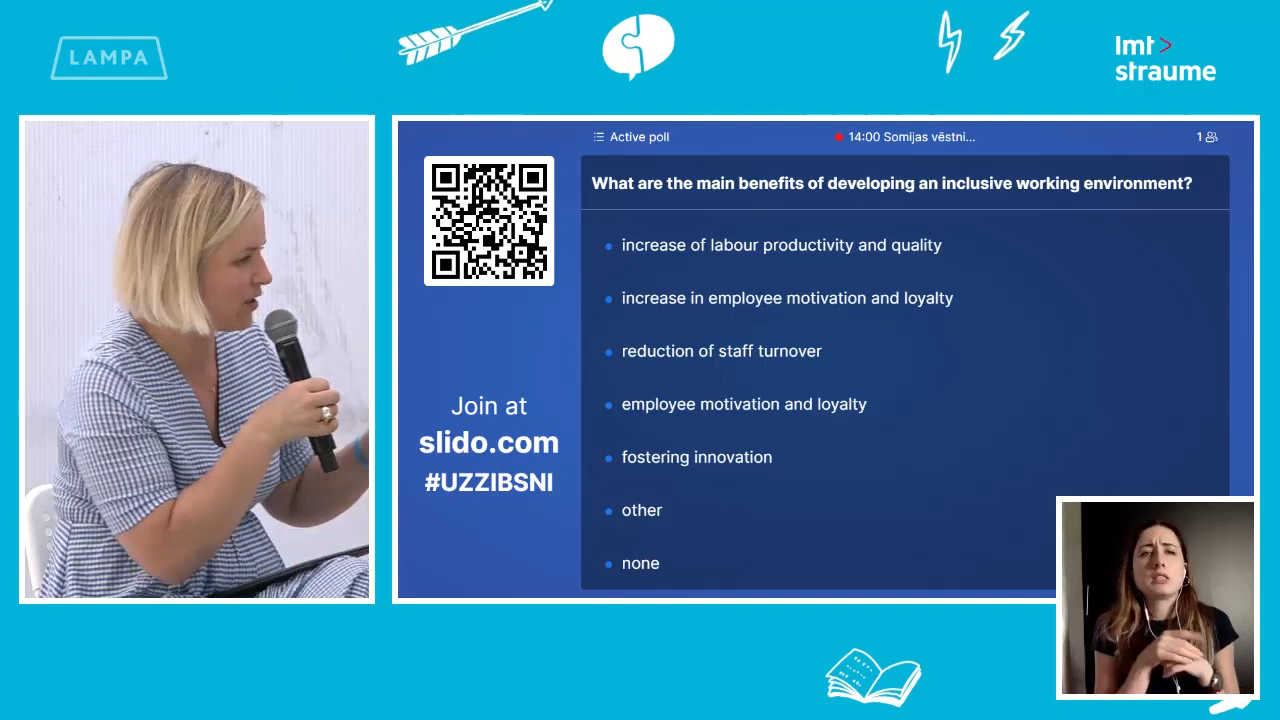 LAMPA
lmt >
straume
Active poll
14:00 Somijas vēstni...
1
What are the main benefits of developing an inclusive working environment?
increase of labour productivity and quality
increase in employee motivation and loyalty
reduction of staff turnover
employee motivation and loyalty
fostering innovation
other
none
Join at
slido.com
#UZZIBSNI